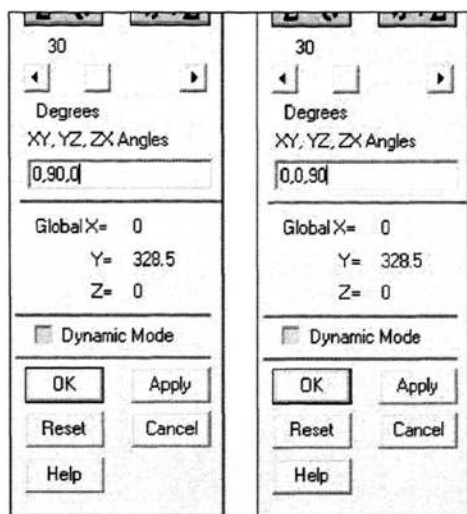 30
Degrees
XY, YZ, ZX Angles
0,90,0
Global X= 0
Y= 328.5
Z= 0
Dynamic Mode
OK Apply
Reset Cancel
Help
30
Degrees
XY, YZ, ZX Angles
0,0,90
Global X= 0
Y= 328.5
Z= 0
Dynamic Mode
OK Apply
Reset Cancel
Help